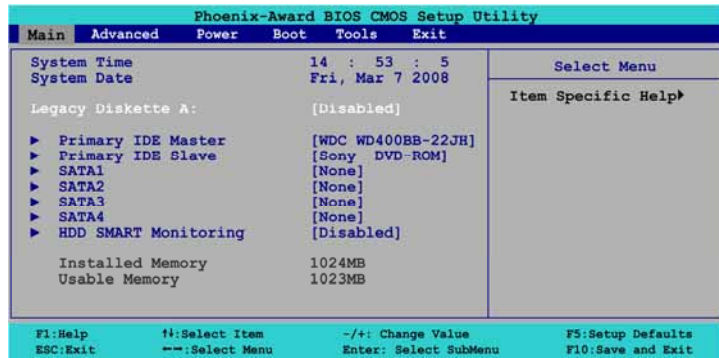 Phoenix-Award BIOS CMOS Setup Utility
Main Advanced Power Boot Tools Exit
System Time 14 : 53 : 5
System Date Fri, Mar 7 2008
Legacy Diskette A: [Disabled]
▶ Primary IDE Master [WDC WD400BB-22JH]
▶ Primary IDE Slave [Sony DVD-ROM]
▶ SATA1 [None]
▶ SATA2 [None]
▶ SATA3 [None]
▶ SATA4 [None]
▶ HDD SMART Monitoring [Disabled]
Installed Memory 1024MB
Usable Memory 1023MB
Select Menu
Item Specific Help▶
F1:Help ↑↓:Select Item -/+: Change Value F5:Setup Defaults
ESC:Exit ←→:Select Menu Enter: Select SubMenu F10:Save and Exit